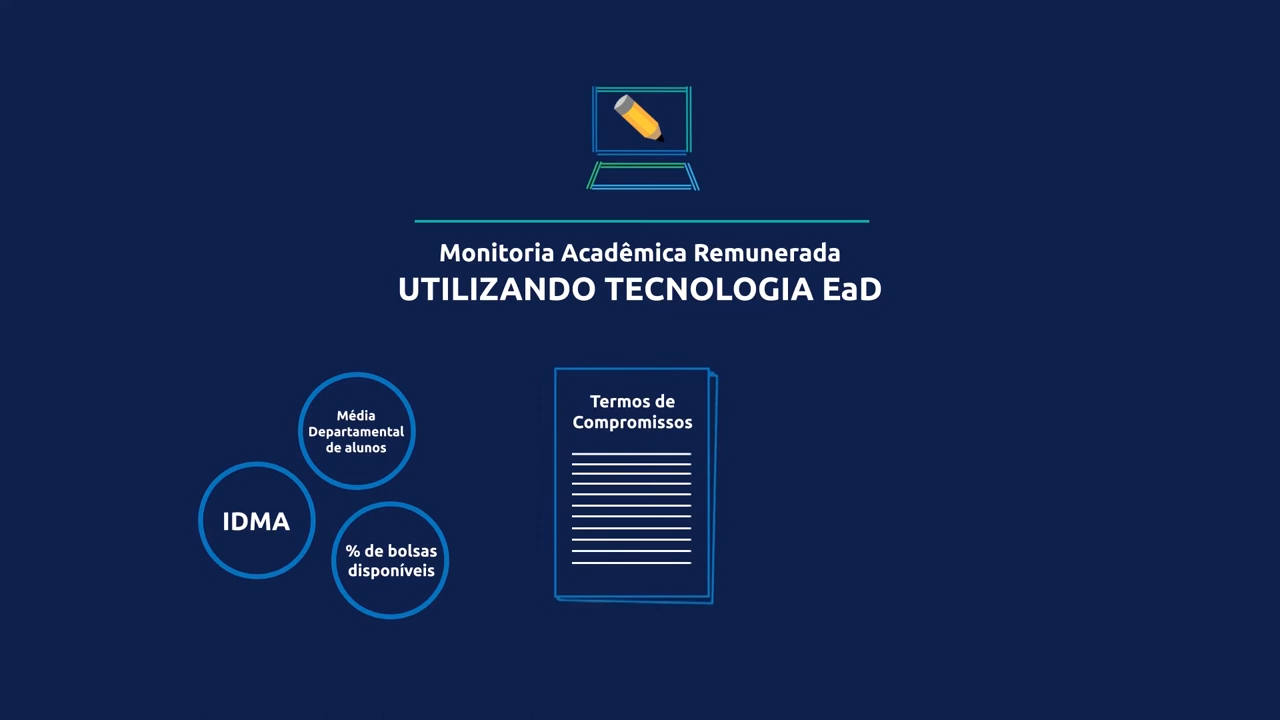 Monitoria Acadêmica Remunerada
UTILIZANDO TECNOLOGIA EaD
Média
Departamental
de alunos
IDMA
% de bolsas
disponíveis
Termos de
Compromissos